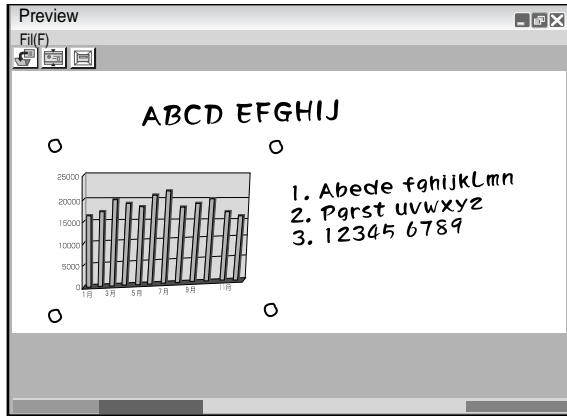 Preview
Fil(F)
ABCD EFGHIJ
25000
20000
15000
10000
5000
0
1月 3月 5月 7月 9月 11月
1. Abede fghijkLmn
2. Pqrst uvwxyz
3. 12345 6789